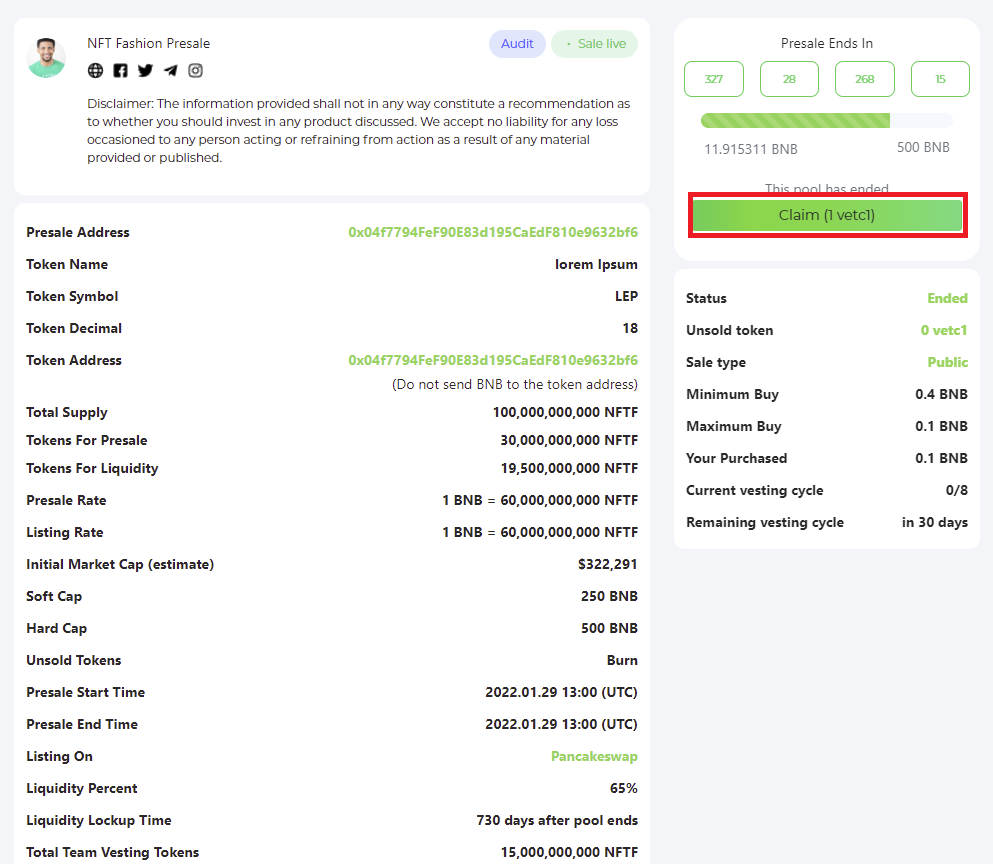 NFT Fashion Presale
Audit
· Sale live
Disclaimer: The information provided shall not in any way constitute a recommendation as
to whether you should invest in any product discussed. We accept no liability for any loss
occasioned to any person acting or refraining from action as a result of any material
provided or published.
Presale Address 0x04f7794FeF90E83d195CaEdF810e9632bf6
Token Name lorem Ipsum
Token Symbol LEP
Token Decimal 18
Token Address 0x04f7794FeF90E83d195CaEdF810e9632bf6
(Do not send BNB to the token address)
Total Supply 100,000,000,000 NFTF
Tokens For Presale 30,000,000,000 NFTF
Tokens For Liquidity 19,500,000,000 NFTF
Presale Rate 1 BNB = 60,000,000,000 NFTF
Listing Rate 1 BNB = 60,000,000,000 NFTF
Initial Market Cap (estimate) $322,291
Soft Cap 250 BNB
Hard Cap 500 BNB
Unsold Tokens Burn
Presale Start Time 2022.01.29 13:00 (UTC)
Presale End Time 2022.01.29 13:00 (UTC)
Listing On Pancakeswap
Liquidity Percent 65%
Liquidity Lockup Time 730 days after pool ends
Total Team Vesting Tokens 15,000,000,000 NFTF
Presale Ends In
327 28 268 15
11.915311 BNB 500 BNB
This pool has ended
Claim (1 vetc1)
Status Ended
Unsold token 0 vetc1
Sale type Public
Minimum Buy 0.4 BNB
Maximum Buy 0.1 BNB
Your Purchased 0.1 BNB
Current vesting cycle 0/8
Remaining vesting cycle in 30 days